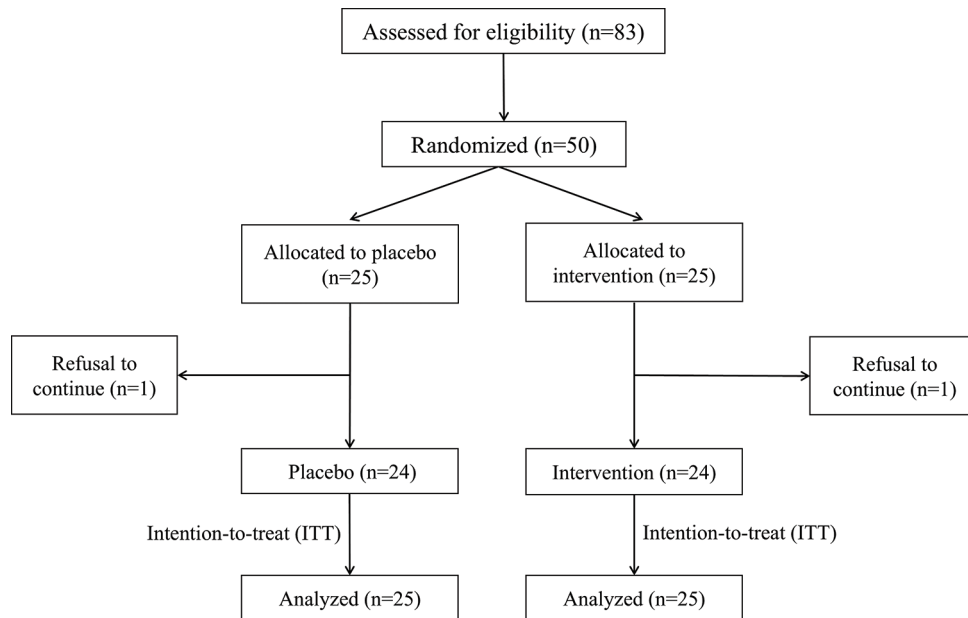 Assessed for eligibility (n=83)
Randomized (n=50)
Allocated to placebo
(n=25)
Allocated to
intervention (n=25)
Refusal to
continue (n=1)
Refusal to
continue (n=1)
Placebo (n=24)
Intervention (n=24)
Intention-to-treat (ITT)
Intention-to-treat (ITT)
Analyzed (n=25)
Analyzed (n=25)